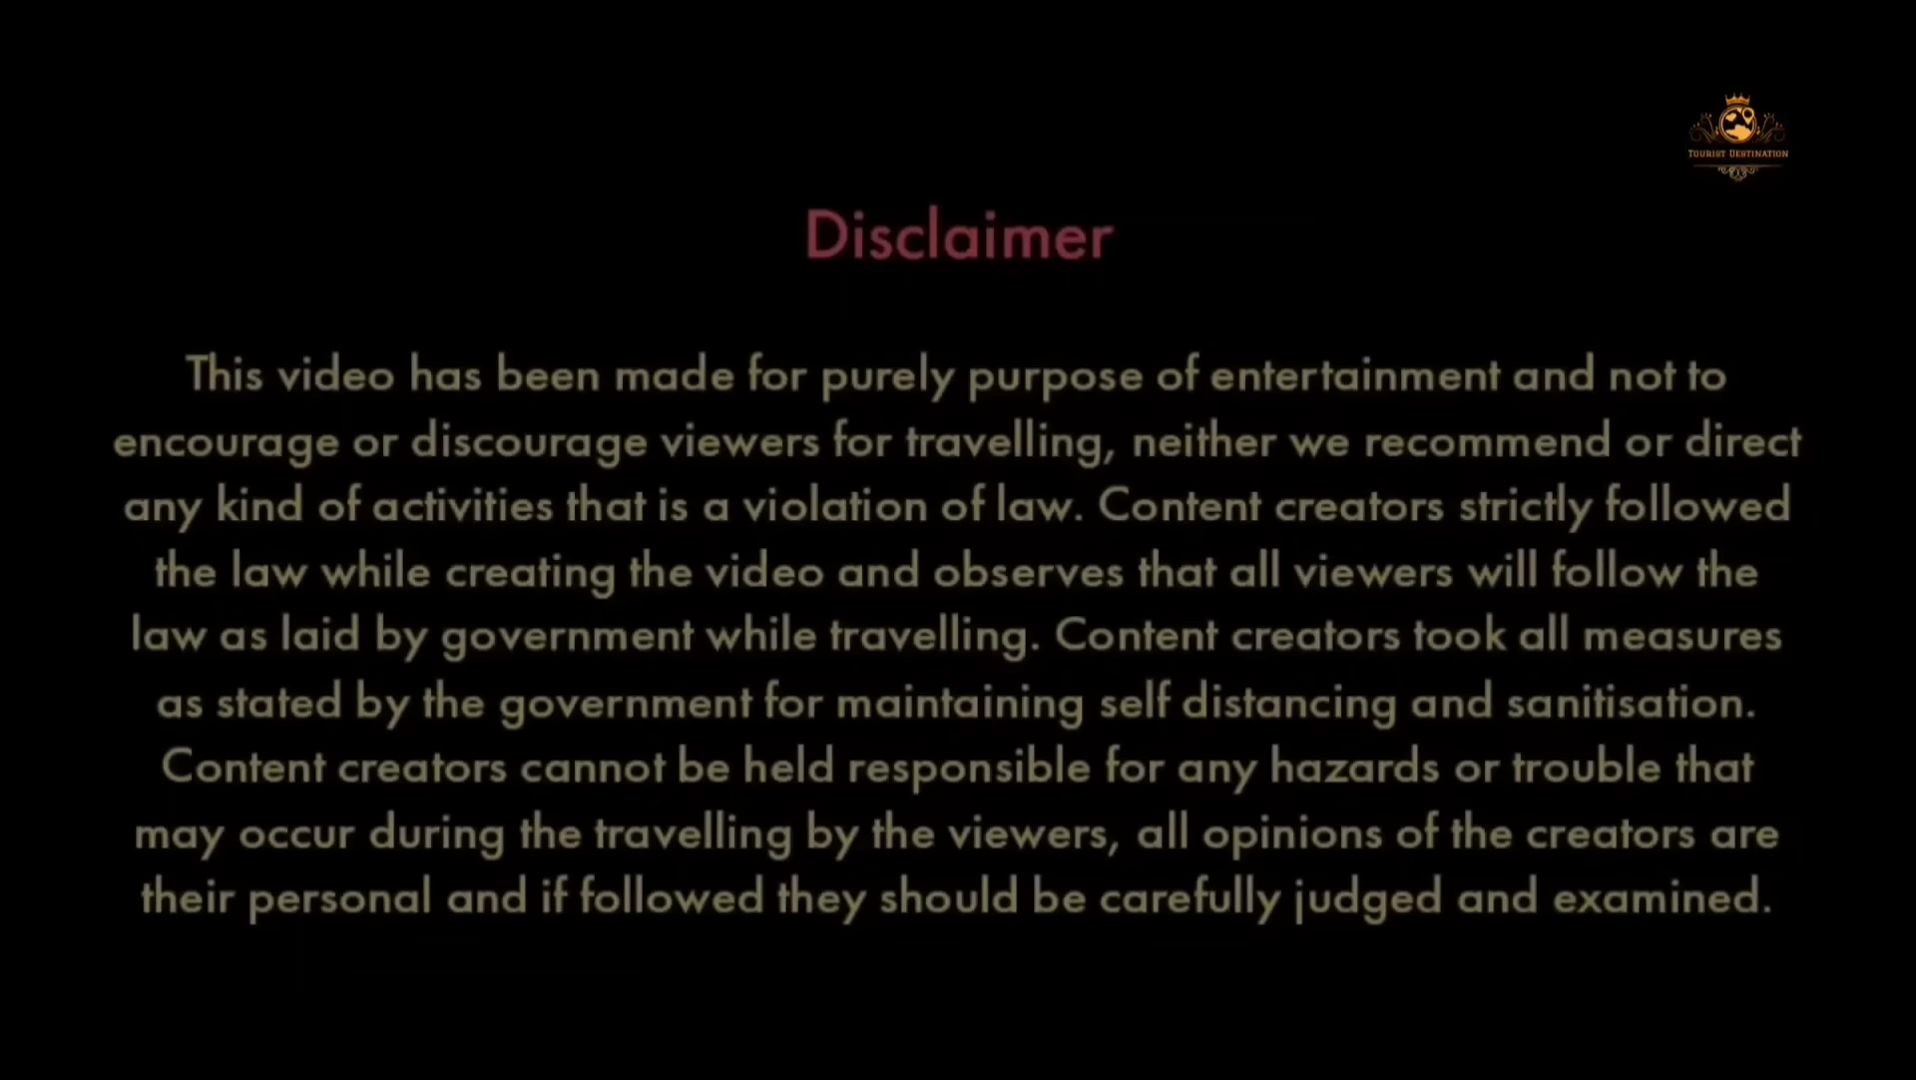 TOURIST DESTINATION
Disclaimer
This video has been made for purely purpose of entertainment and not to
encourage or discourage viewers for travelling, neither we recommend or direct
any kind of activities that is a violation of law. Content creators strictly followed
the law while creating the video and observes that all viewers will follow the
law as laid by government while travelling. Content creators took all measures
as stated by the government for maintaining self distancing and sanitisation.
Content creators cannot be held responsible for any hazards or trouble that
may occur during the travelling by the viewers, all opinions of the creators are
their personal and if followed they should be carefully judged and examined.